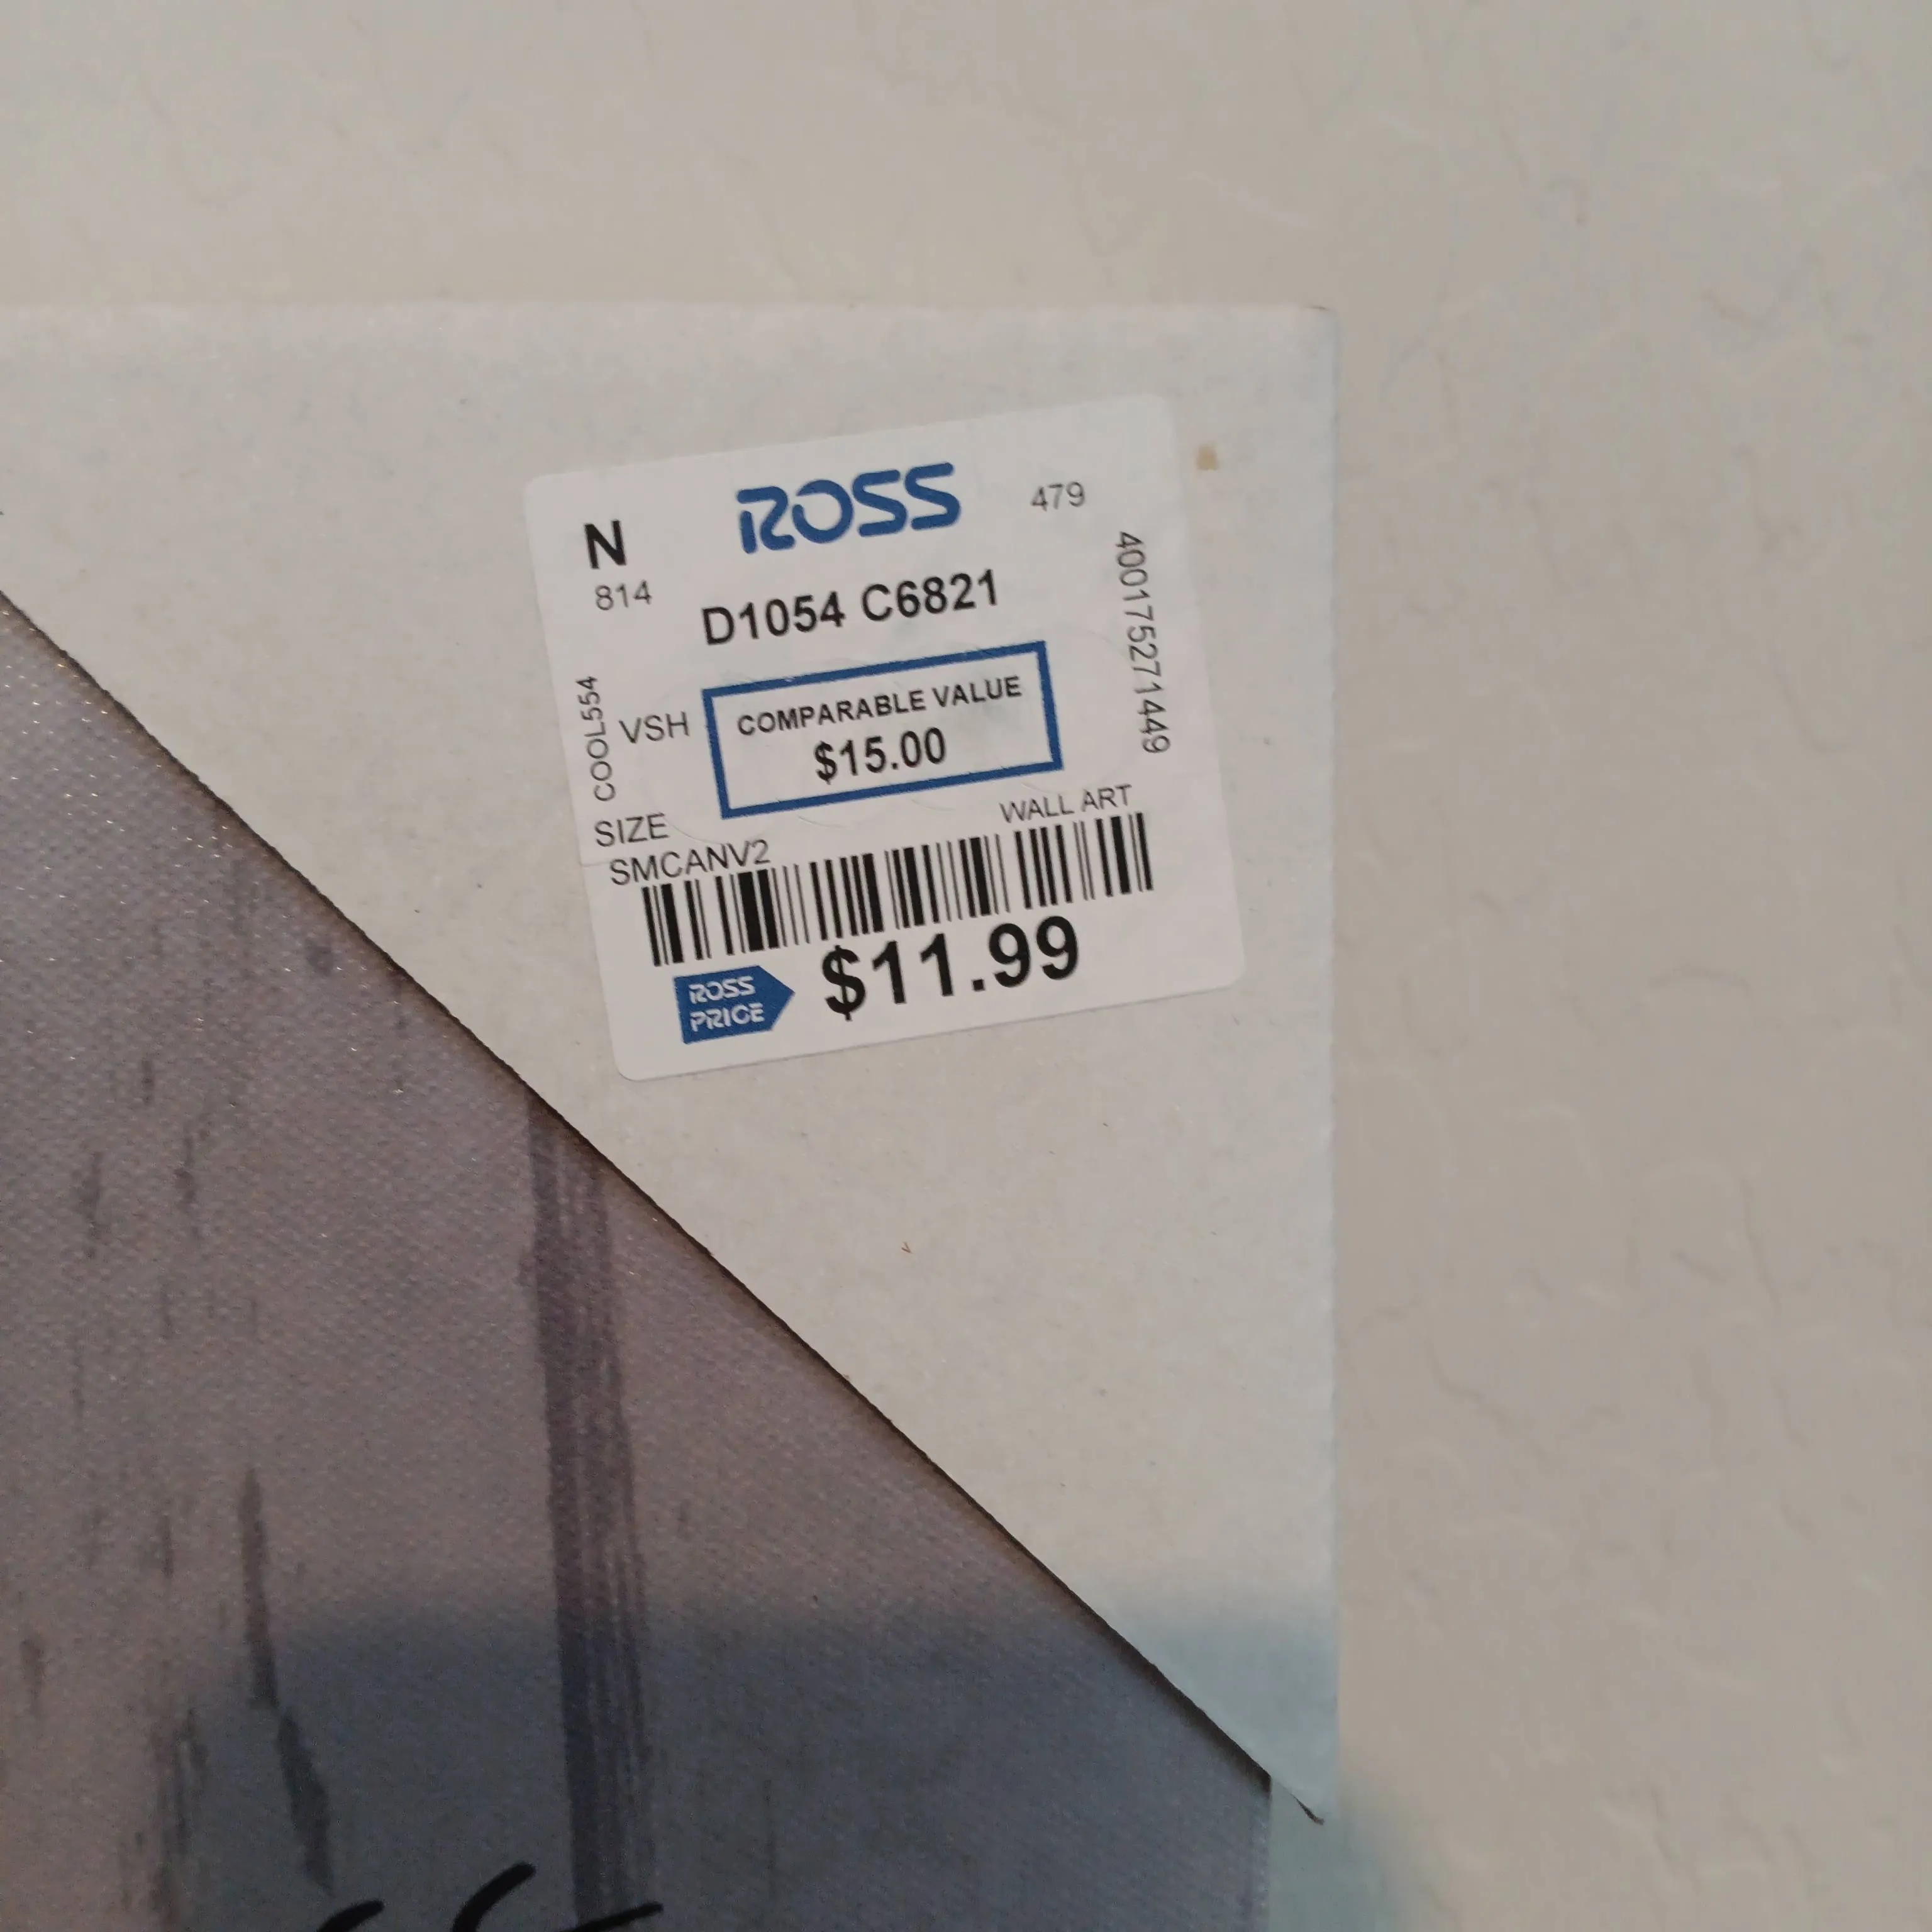 ROSS
479
N
814
D1054 C6821
400175271449
COOL554
VSH
COMPARABLE VALUE
$15.00
SIZE
WALL ART
SMCANV2
ROSS
PRICE
$11.99